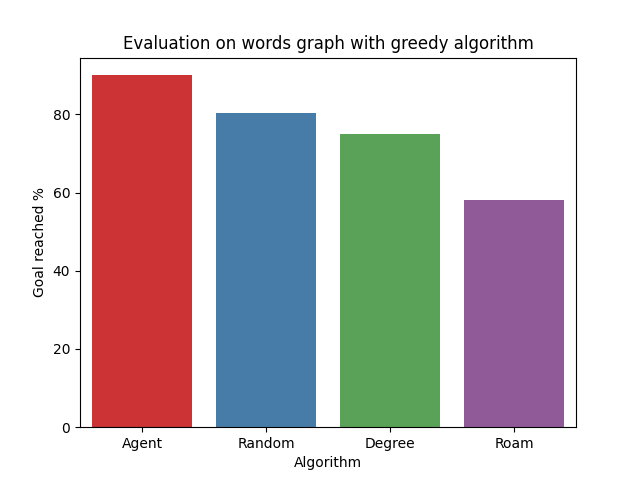 Evaluation on words graph with greedy algorithm
Goal reached %
80
60
40
20
0
Agent Random Degree Roam
Algorithm